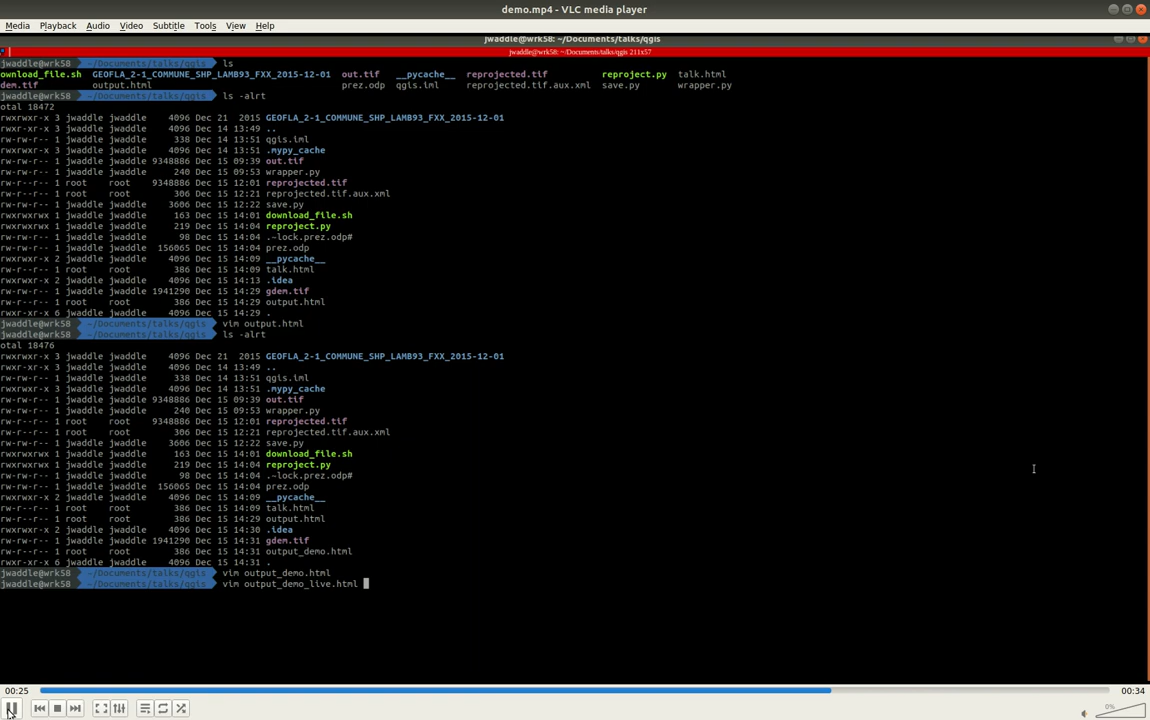 demo.mp4 - VLC media player
Media Playback Audio Video Subtitle Tools View Help
jwaddle@wrk58: ~/Documents/talks/qgis
jwaddle@wrk58: ~/Documents/talks/qgis 211x57
jwaddle@wrk58 ~/Documents/talks/qgis ls
ownload_file.sh GEOFLA_2-1_COMMUNE_SHP_LAMB93_FXX_2015-12-01 out.tif __pycache__ reprojected.tif reproject.py talk.html
dem.tif output.html prez.odp qgis.iml reprojected.tif.aux.xml save.py wrapper.py
jwaddle@wrk58 ~/Documents/talks/qgis ls -alrt
otal 18472
rwxrwxr-x 3 jwaddle jwaddle 4096 Dec 21 2015 GEOFLA_2-1_COMMUNE_SHP_LAMB93_FXX_2015-12-01
rwxr-xr-x 3 jwaddle jwaddle 4096 Dec 14 13:49 ..
rw-rw-r-- 1 jwaddle jwaddle 338 Dec 14 13:51 qgis.iml
rwxrwxr-x 3 jwaddle jwaddle 4096 Dec 14 13:51 .mypy_cache
rw-rw-r-- 1 jwaddle jwaddle 9348886 Dec 15 09:39 out.tif
rw-rw-r-- 1 jwaddle jwaddle 240 Dec 15 09:53 wrapper.py
rw-r--r-- 1 root root 9348886 Dec 15 12:01 reprojected.tif
rw-r--r-- 1 root root 306 Dec 15 12:21 reprojected.tif.aux.xml
rw-rw-r-- 1 jwaddle jwaddle 3606 Dec 15 12:22 save.py
rwxrwxrwx 1 jwaddle jwaddle 163 Dec 15 14:01 download_file.sh
rwxrwxrwx 1 jwaddle jwaddle 219 Dec 15 14:04 reproject.py
rw-rw-r-- 1 jwaddle jwaddle 98 Dec 15 14:04 .~lock.prez.odp#
rw-rw-r-- 1 jwaddle jwaddle 156065 Dec 15 14:04 prez.odp
rwxrwxr-x 2 jwaddle jwaddle 4096 Dec 15 14:09 __pycache__
rw-r--r-- 1 root root 386 Dec 15 14:09 talk.html
rwxrwxr-x 2 jwaddle jwaddle 4096 Dec 15 14:13 .idea
rw-rw-r-- 1 jwaddle jwaddle 1941290 Dec 15 14:29 gdem.tif
rw-r--r-- 1 root root 386 Dec 15 14:29 output.html
rwxrwxr-x 6 jwaddle jwaddle 4096 Dec 15 14:29 .
jwaddle@wrk58 ~/Documents/talks/qgis vim output.html
jwaddle@wrk58 ~/Documents/talks/qgis ls -alrt
otal 18476
rwxrwxr-x 3 jwaddle jwaddle 4096 Dec 21 2015 GEOFLA_2-1_COMMUNE_SHP_LAMB93_FXX_2015-12-01
rwxr-xr-x 3 jwaddle jwaddle 4096 Dec 14 13:49 ..
rw-rw-r-- 1 jwaddle jwaddle 338 Dec 14 13:51 qgis.iml
rwxrwxr-x 3 jwaddle jwaddle 4096 Dec 14 13:51 .mypy_cache
rw-rw-r-- 1 jwaddle jwaddle 9348886 Dec 15 09:39 out.tif
rw-rw-r-- 1 jwaddle jwaddle 240 Dec 15 09:53 wrapper.py
rw-r--r-- 1 root root 9348886 Dec 15 12:01 reprojected.tif
rw-r--r-- 1 root root 306 Dec 15 12:21 reprojected.tif.aux.xml
rw-rw-r-- 1 jwaddle jwaddle 3606 Dec 15 12:22 save.py
rwxrwxrwx 1 jwaddle jwaddle 163 Dec 15 14:01 download_file.sh
rwxrwxrwx 1 jwaddle jwaddle 219 Dec 15 14:04 reproject.py
rw-rw-r-- 1 jwaddle jwaddle 98 Dec 15 14:04 .~lock.prez.odp#
rw-rw-r-- 1 jwaddle jwaddle 156065 Dec 15 14:04 prez.odp
rwxrwxr-x 2 jwaddle jwaddle 4096 Dec 15 14:09 __pycache__
rw-r--r-- 1 root root 386 Dec 15 14:09 talk.html
rw-r--r-- 1 root root 386 Dec 15 14:29 output.html
rwxrwxr-x 2 jwaddle jwaddle 4096 Dec 15 14:30 .idea
rw-rw-r-- 1 jwaddle jwaddle 1941290 Dec 15 14:31 gdem.tif
rw-r--r-- 1 root root 386 Dec 15 14:31 output_demo.html
rwxrwxr-x 6 jwaddle jwaddle 4096 Dec 15 14:31 .
jwaddle@wrk58 ~/Documents/talks/qgis vim output_demo.html
jwaddle@wrk58 ~/Documents/talks/qgis vim output_demo_live.html
00:25 00:34
0%